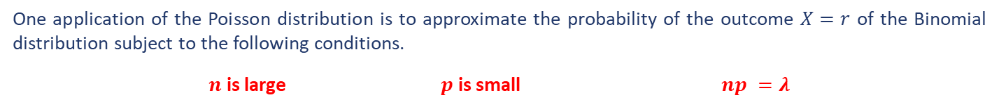 One application of the Poisson distribution is to approximate the probability of the outcome X = r of the Binomial
distribution subject to the following conditions.
n is large p is small np = λ